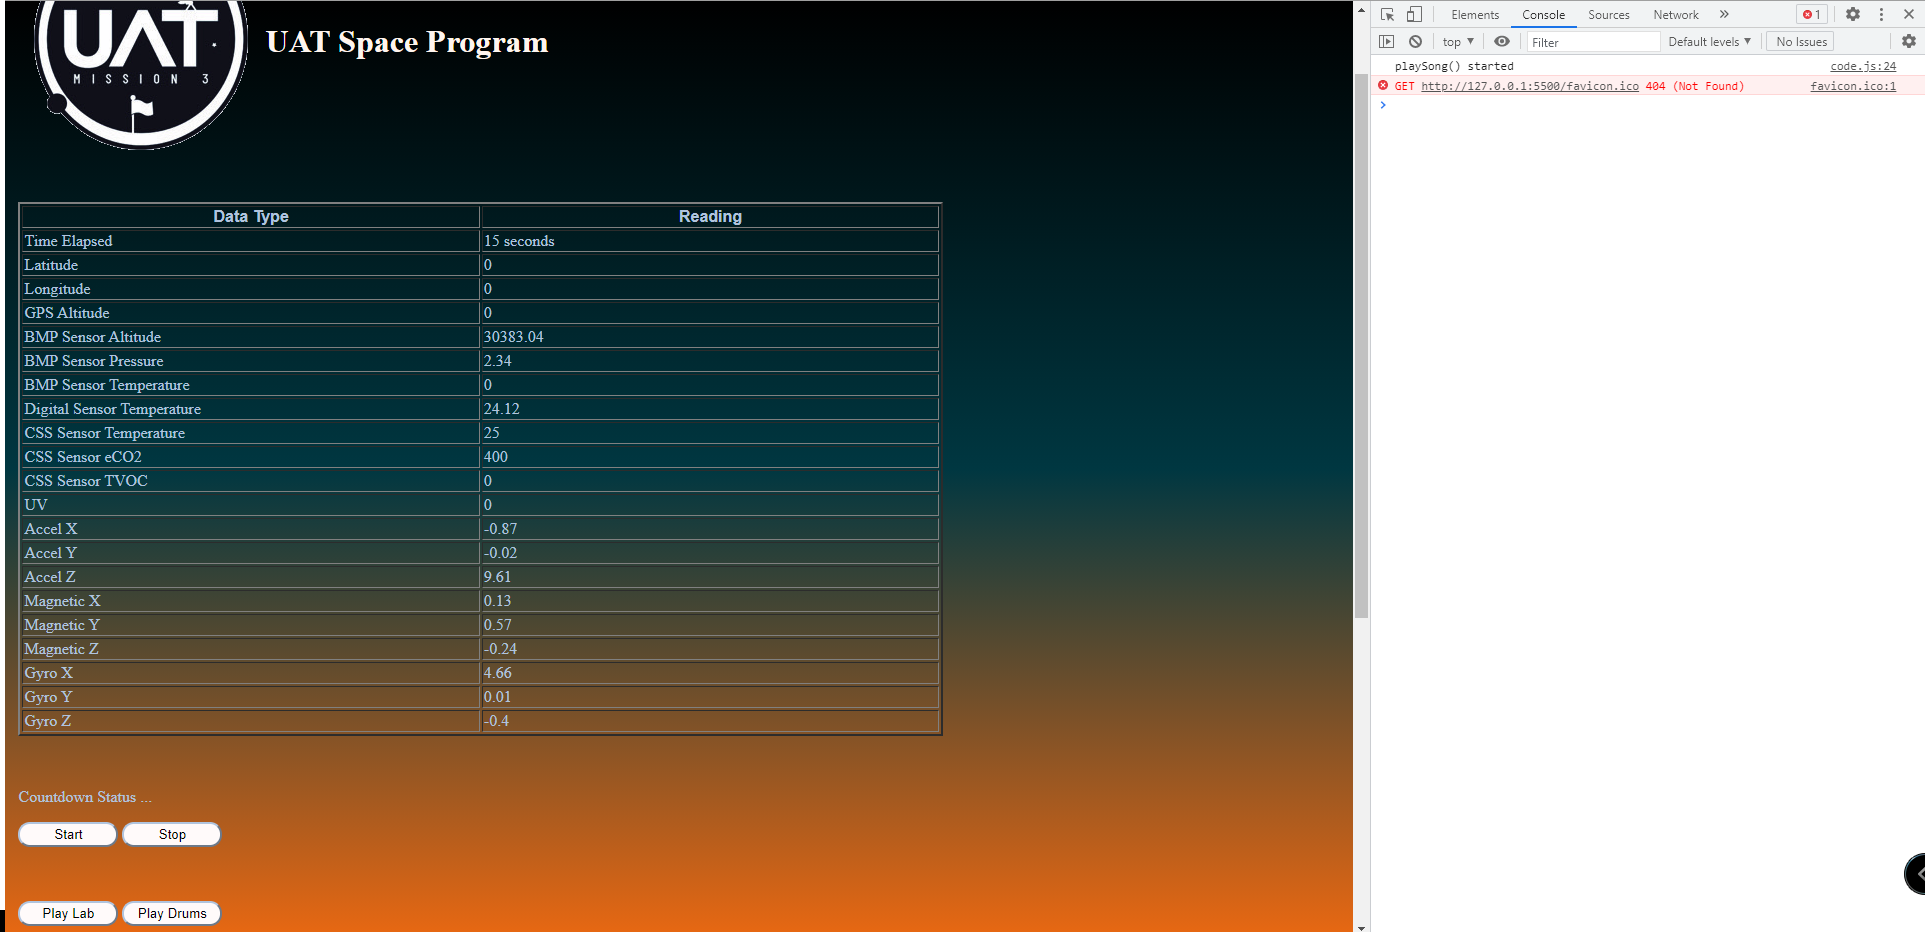 UAT
MISSION 3
UAT Space Program
Data Type Reading
Time Elapsed 15 seconds
Latitude 0
Longitude 0
GPS Altitude 0
BMP Sensor Altitude 30383.04
BMP Sensor Pressure 2.34
BMP Sensor Temperature 0
Digital Sensor Temperature 24.12
CSS Sensor Temperature 25
CSS Sensor eCO2 400
CSS Sensor TVOC 0
UV 0
Accel X -0.87
Accel Y -0.02
Accel Z 9.61
Magnetic X 0.13
Magnetic Y 0.57
Magnetic Z -0.24
Gyro X 4.66
Gyro Y 0.01
Gyro Z -0.4
Countdown Status ...
Start Stop
Play Lab Play Drums
Elements Console Sources Network » 1
top Filter Default levels No Issues
playSong() started code.js:24
GET http://127.0.0.1:5500/favicon.ico 404 (Not Found) favicon.ico:1